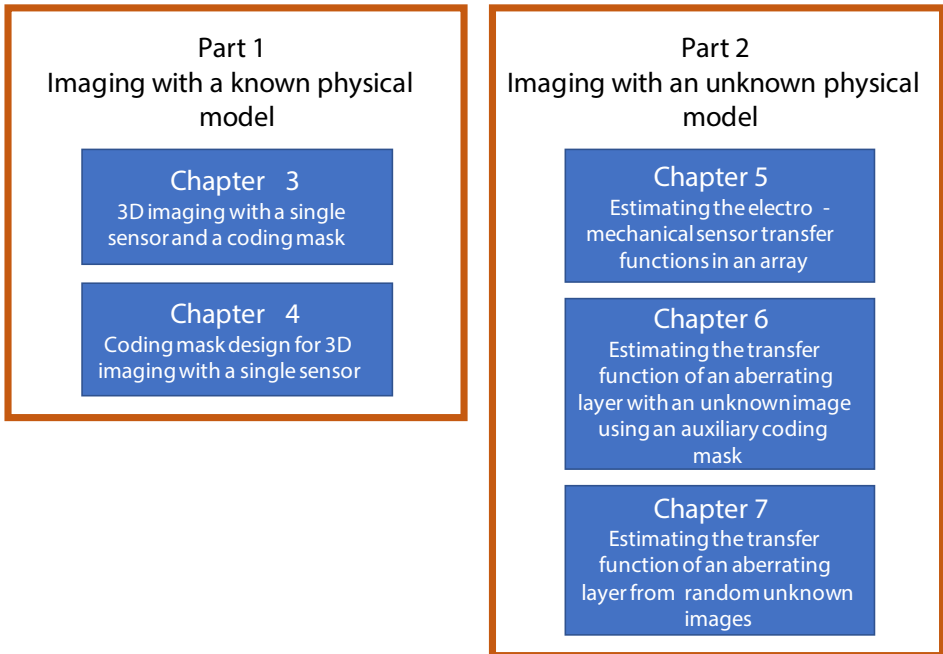 Part 1
Imaging with a known physical
model
Chapter 3
3D imaging with a single
sensor and a coding mask
Chapter 4
Coding mask design for 3D
imaging with a single sensor
Part 2
Imaging with an unknown physical
model
Chapter 5
Estimating the electro -
mechanical sensor transfer
functions in an array
Chapter 6
Estimating the transfer
function of an aberrating
layer with an unknown image
using an auxiliary coding
mask
Chapter 7
Estimating the transfer
function of an aberrating
layer from random unknown
images